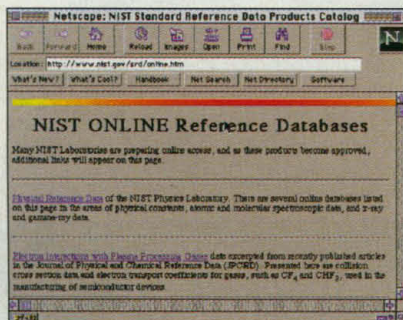 Netscape: NIST Standard Reference Data Products Catalog
Back Forward Home Reload Images Open Print Find Stop
N
Location: http://www.nist.gov/srd/online.htm
What's New? What's Cool? Handbook Net Search Net Directory Software
NIST ONLINE Reference Databases
Many NIST Laboratories are preparing online access, and as these products become approved,
additional links will appear on this page.
Physical Reference Data of the NIST Physics Laboratory. There are several online databases listed
on this page in the areas of physical constants, atomic and molecular spectroscopic data, and x-ray
and gamma-ray data.
Electron Interactions with Plasma Processing Gases data excerpted from recently published articles
in the Journal of Physical and Chemical Reference Data (JPCRD). Presented here are collision
cross section data and electron transport coefficients for gases, such as CF4 and CHF3, used in the
manufacturing of semiconductor devices.